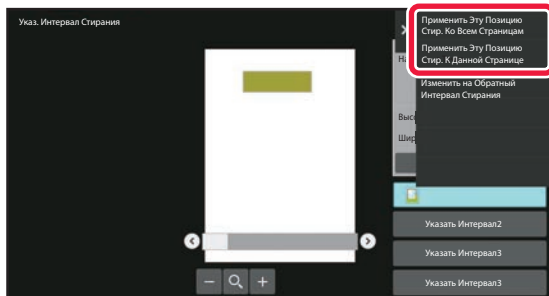 Указ. Интервал Стирания
Применить Эту Позицию
Стир. Ко Всем Страницам
Применить Эту Позицию
Стир. К Данной Странице
Изменить на Обратный
Интервал Стирания
Указать Интервал2
Указать Интервал3
Указать Интервал3